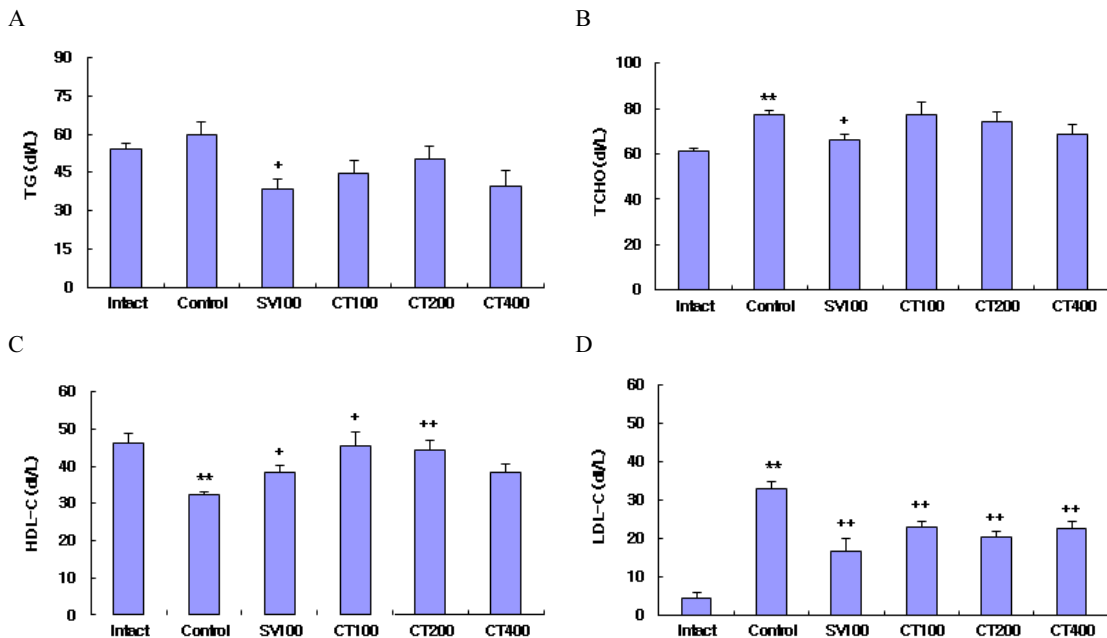 A
90
75
60
45
30
15
0
TG (dl/L)
+
Intact Control SV100 CT100 CT200 CT400
B
100
80
60
40
20
0
TCHO(dl/L)
** +
Intact Control SV100 CT100 CT200 CT400
C
60
50
40
30
20
10
0
HDL-C (dl/L)
** + + ++
Intact Control SV100 CT100 CT200 CT400
D
60
50
40
30
20
10
0
LDL-C (dl/L)
** ++ ++ ++ ++
Intact Control SV100 CT100 CT200 CT400